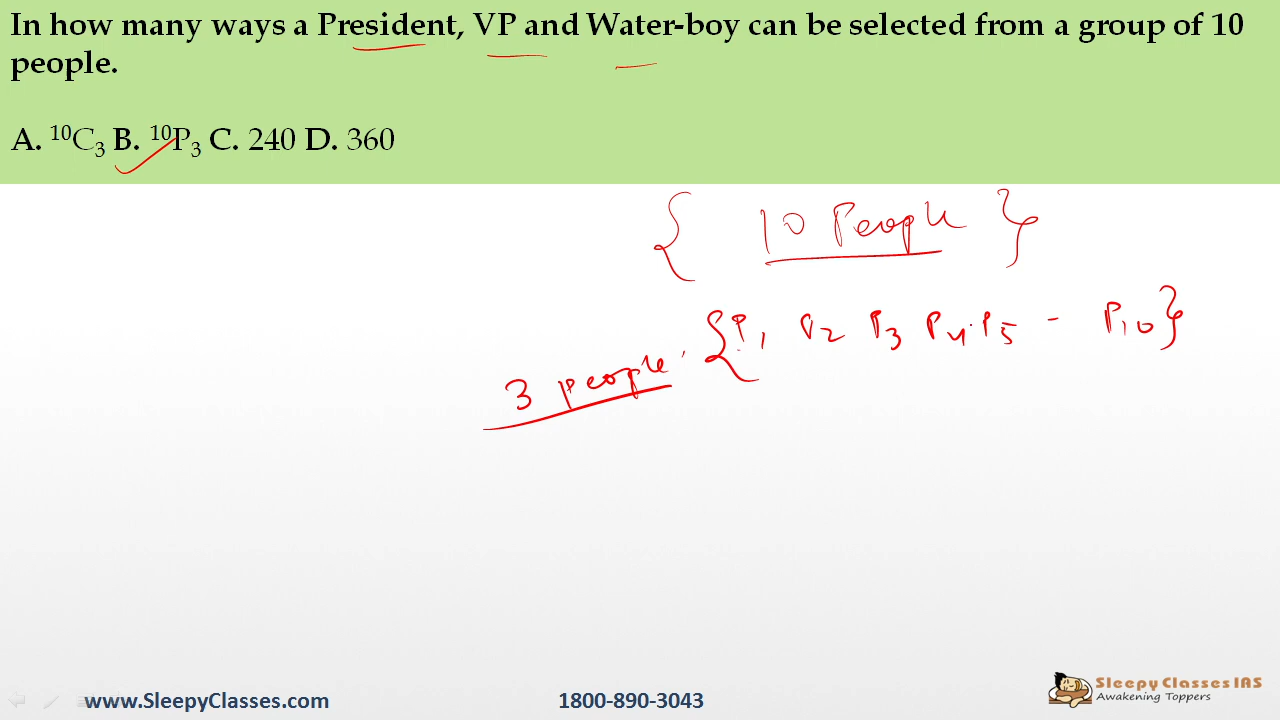 In how many ways a President, VP and Water-boy can be selected from a group of 10
people.
A. ¹⁰C₃ B. ¹⁰P₃ C. 240 D. 360
{ 10 People }
{P₁ P₂ P₃ P₄ P₅ - P₁₀}
3 people
www.SleepyClasses.com
1800-890-3043
Sleepy Classes IAS
Awakening Toppers